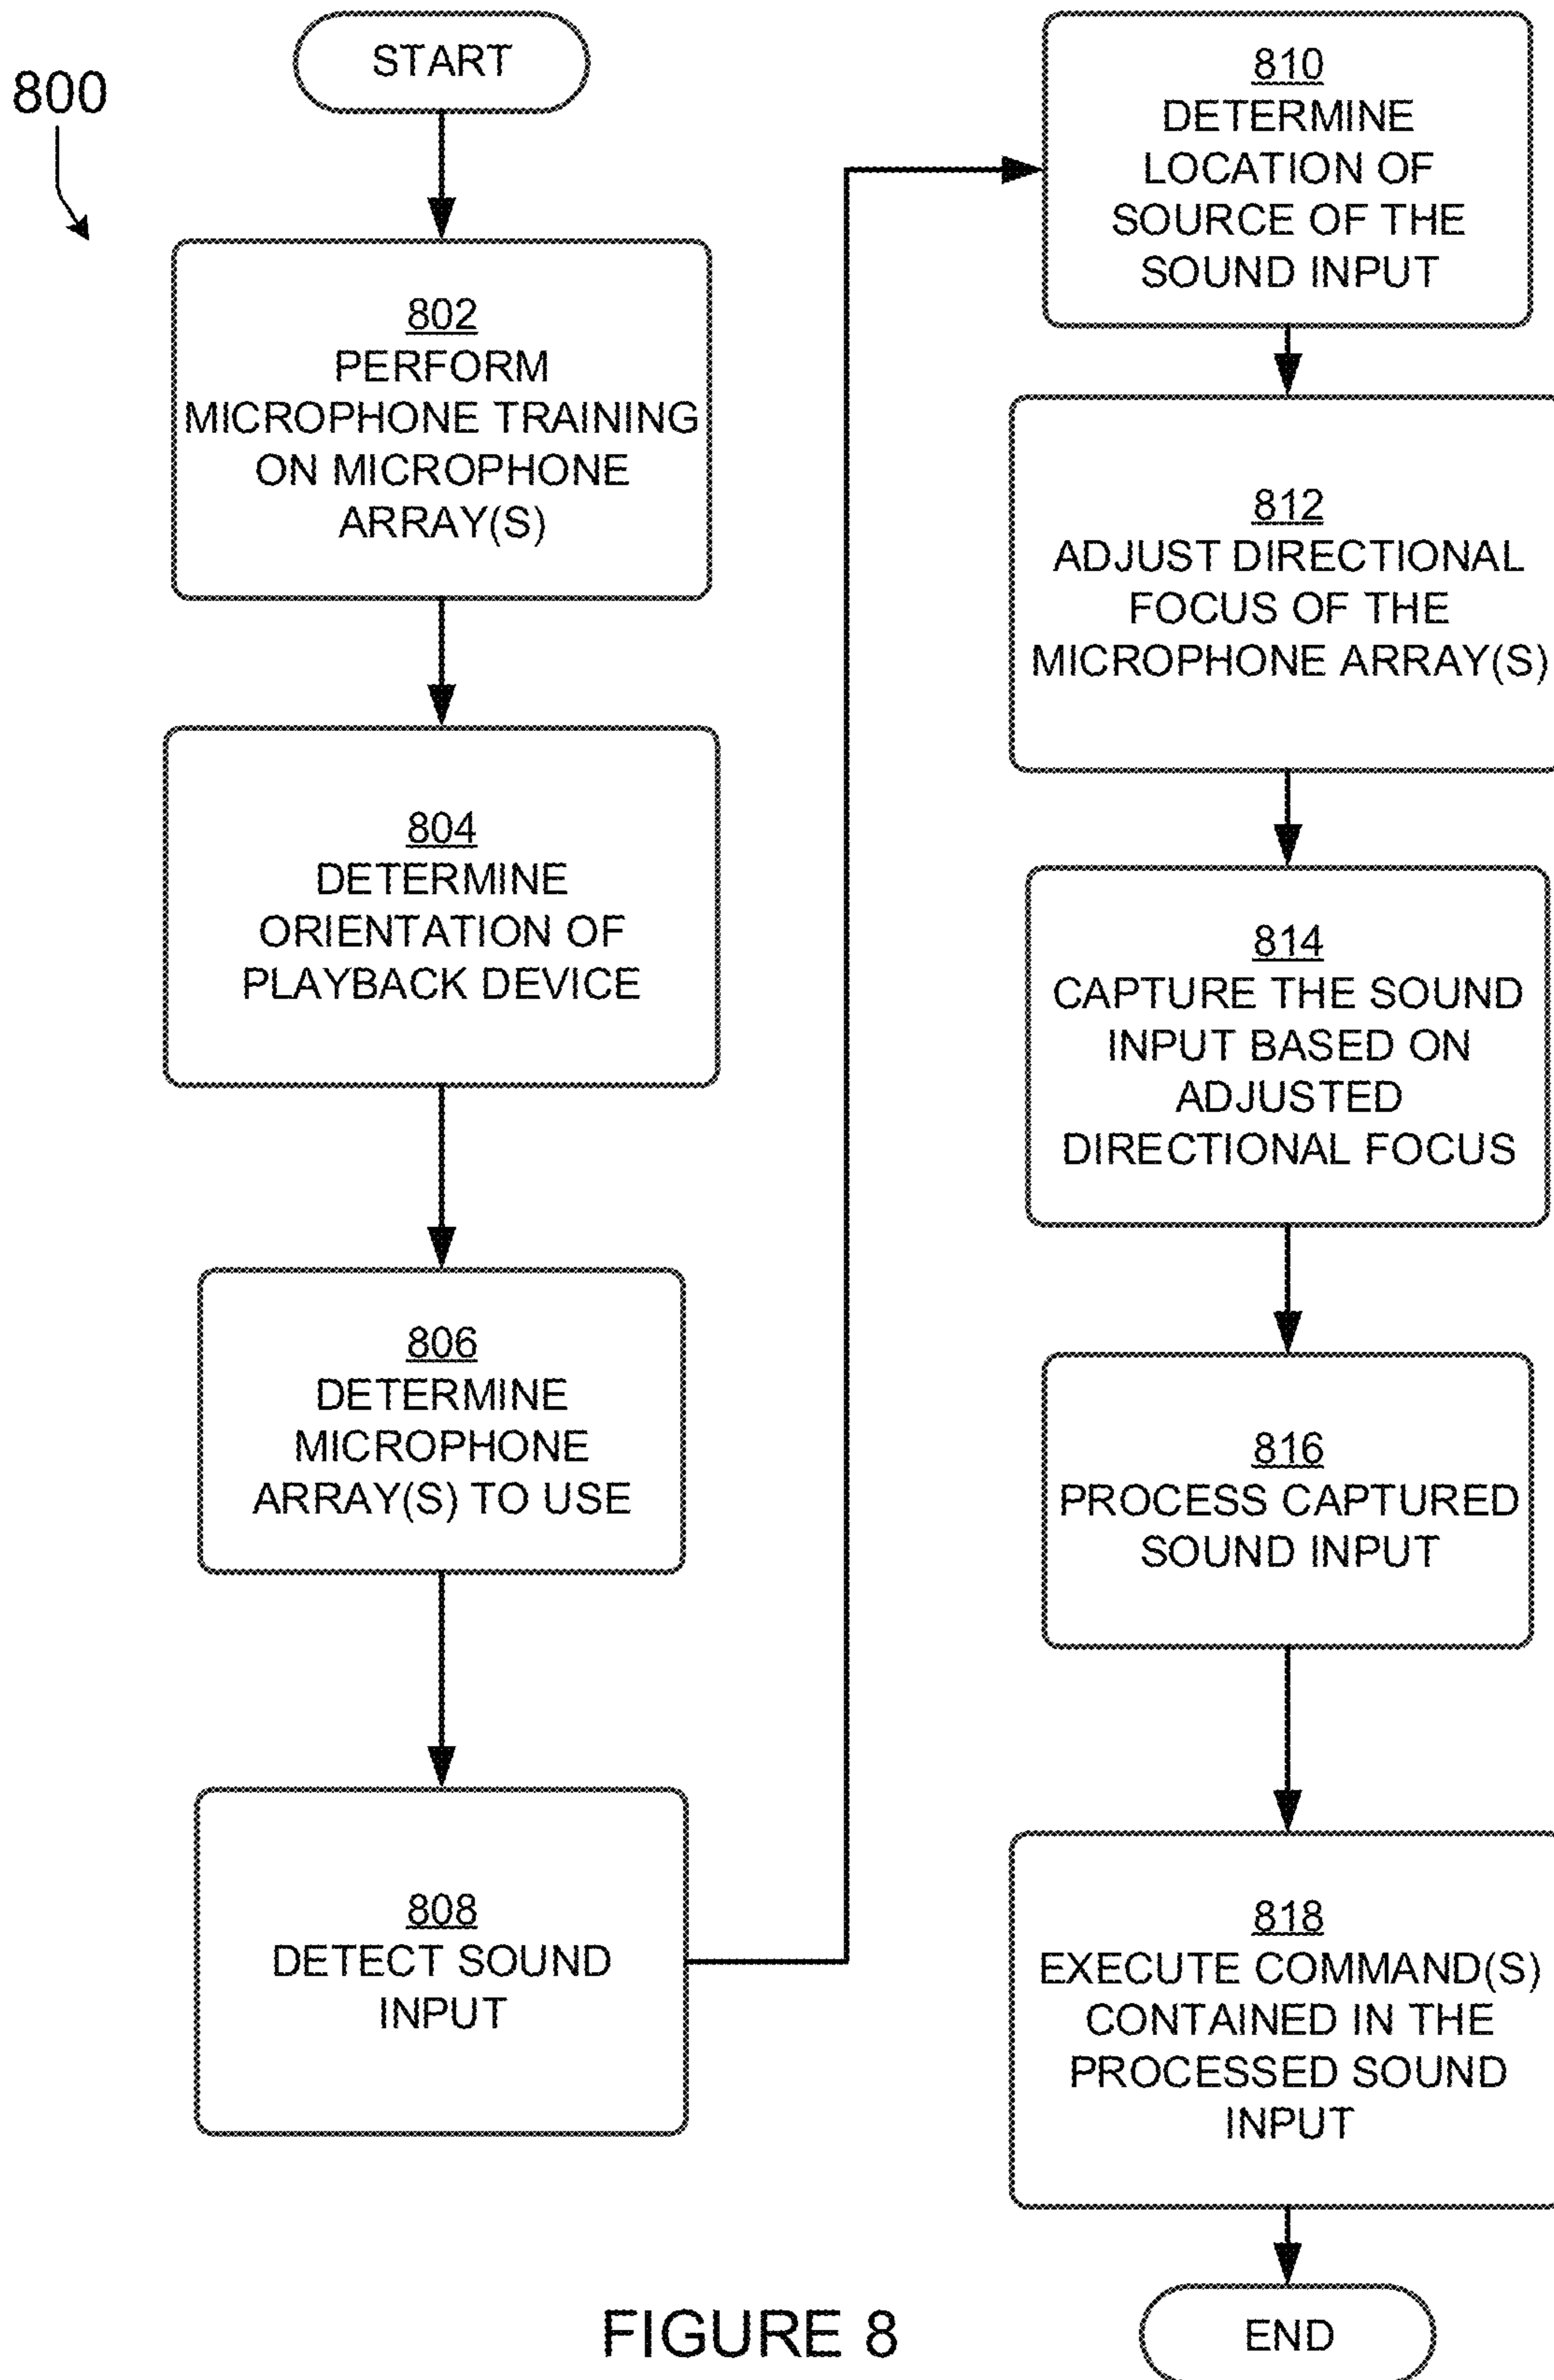 800
START
802
PERFORM
MICROPHONE TRAINING
ON MICROPHONE
ARRAY(S)
804
DETERMINE
ORIENTATION OF
PLAYBACK DEVICE
806
DETERMINE
MICROPHONE
ARRAY(S) TO USE
808
DETECT SOUND
INPUT
810
DETERMINE
LOCATION OF
SOURCE OF THE
SOUND INPUT
812
ADJUST DIRECTIONAL
FOCUS OF THE
MICROPHONE ARRAY(S)
814
CAPTURE THE SOUND
INPUT BASED ON
ADJUSTED
DIRECTIONAL FOCUS
816
PROCESS CAPTURED
SOUND INPUT
818
EXECUTE COMMAND(S)
CONTAINED IN THE
PROCESSED SOUND
INPUT
END
FIGURE 8